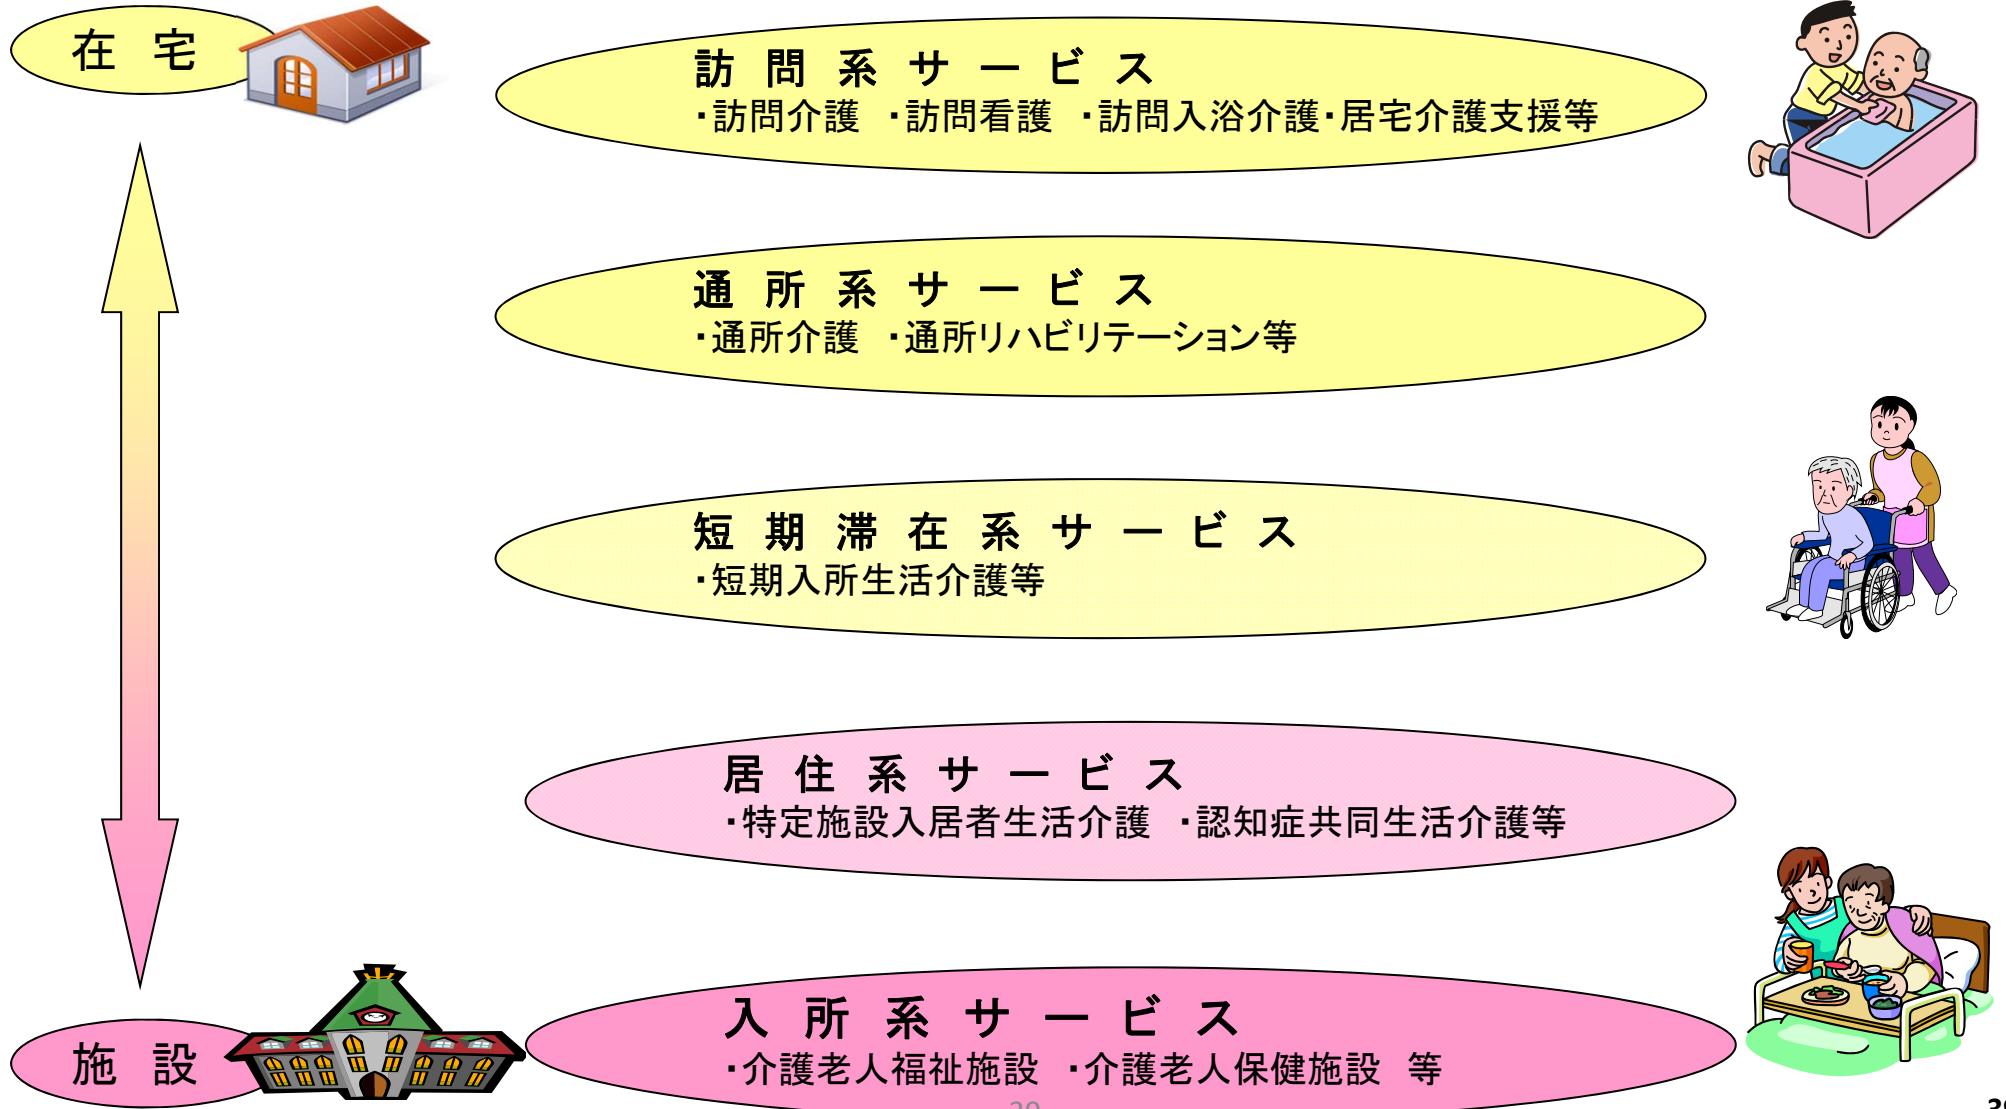 在　宅
訪　問　系　サ　ー　ビ　ス
・訪問介護　・訪問看護　・訪問入浴介護・居宅介護支援等
通　所　系　サ　ー　ビ　ス
・通所介護　・通所リハビリテーション等
短　期　滞　在　系　サ　ー　ビ　ス
・短期入所生活介護等
居　住　系　サ　ー　ビ　ス
・特定施設入居者生活介護　・認知症共同生活介護等
施　設
入　所　系　サ　ー　ビ　ス
・介護老人福祉施設　・介護老人保健施設　等